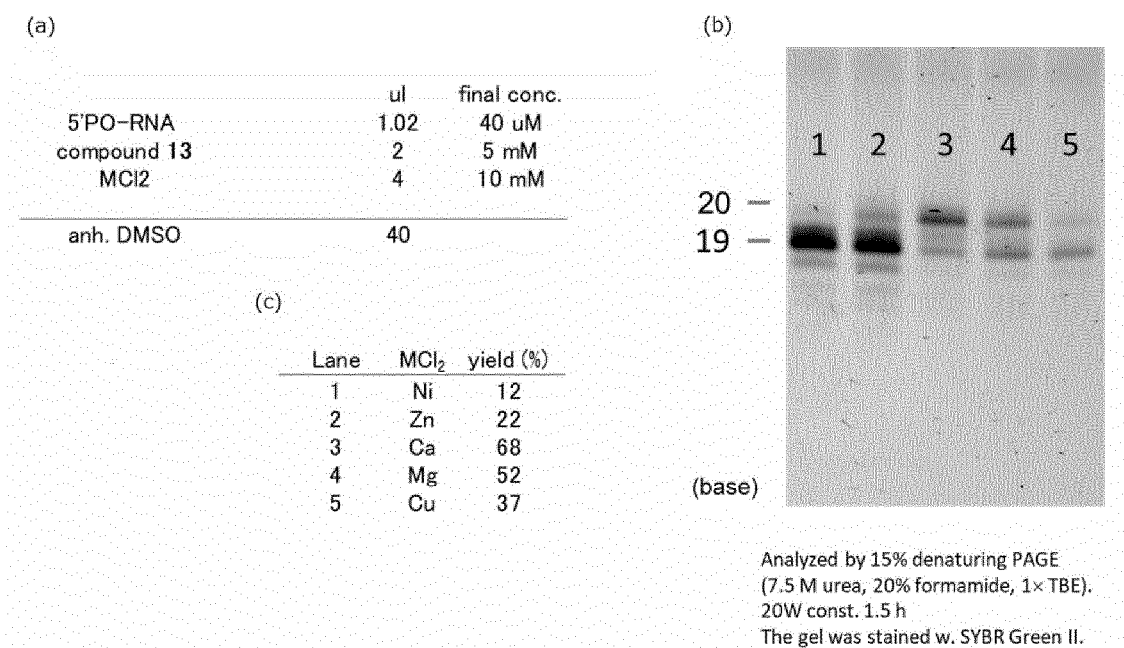 (a)
ul final conc.
5'PO-RNA 1.02 40 uM
compound 13 2 5 mM
MCl2 4 10 mM
anh. DMSO 40
(b)
1 2 3 4 5
20
19
(base)
Analyzed by 15% denaturing PAGE
(7.5 M urea, 20% formamide, 1× TBE).
20W const. 1.5 h
The gel was stained w. SYBR Green II.
(c)
Lane MCl₂ yield (%)
1 Ni 12
2 Zn 22
3 Ca 68
4 Mg 52
5 Cu 37